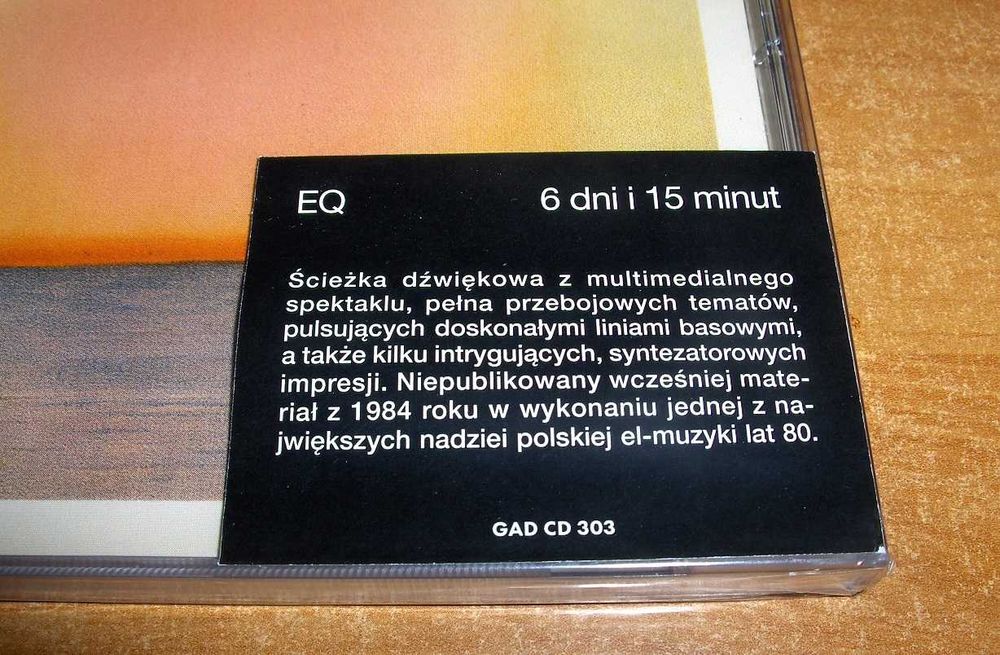 EQ 6 dni i 15 minut
Ścieżka dźwiękowa z multimedialnego
spektaklu, pełna przebojowych tematów,
pulsujących doskonałymi liniami basowymi,
a także kilku intrygujących, syntezatorowych
impresji. Niepublikowany wcześniej mate-
riał z 1984 roku w wykonaniu jednej z na-
jwiększych nadziei polskiej el-muzyki lat 80.
GAD CD 303